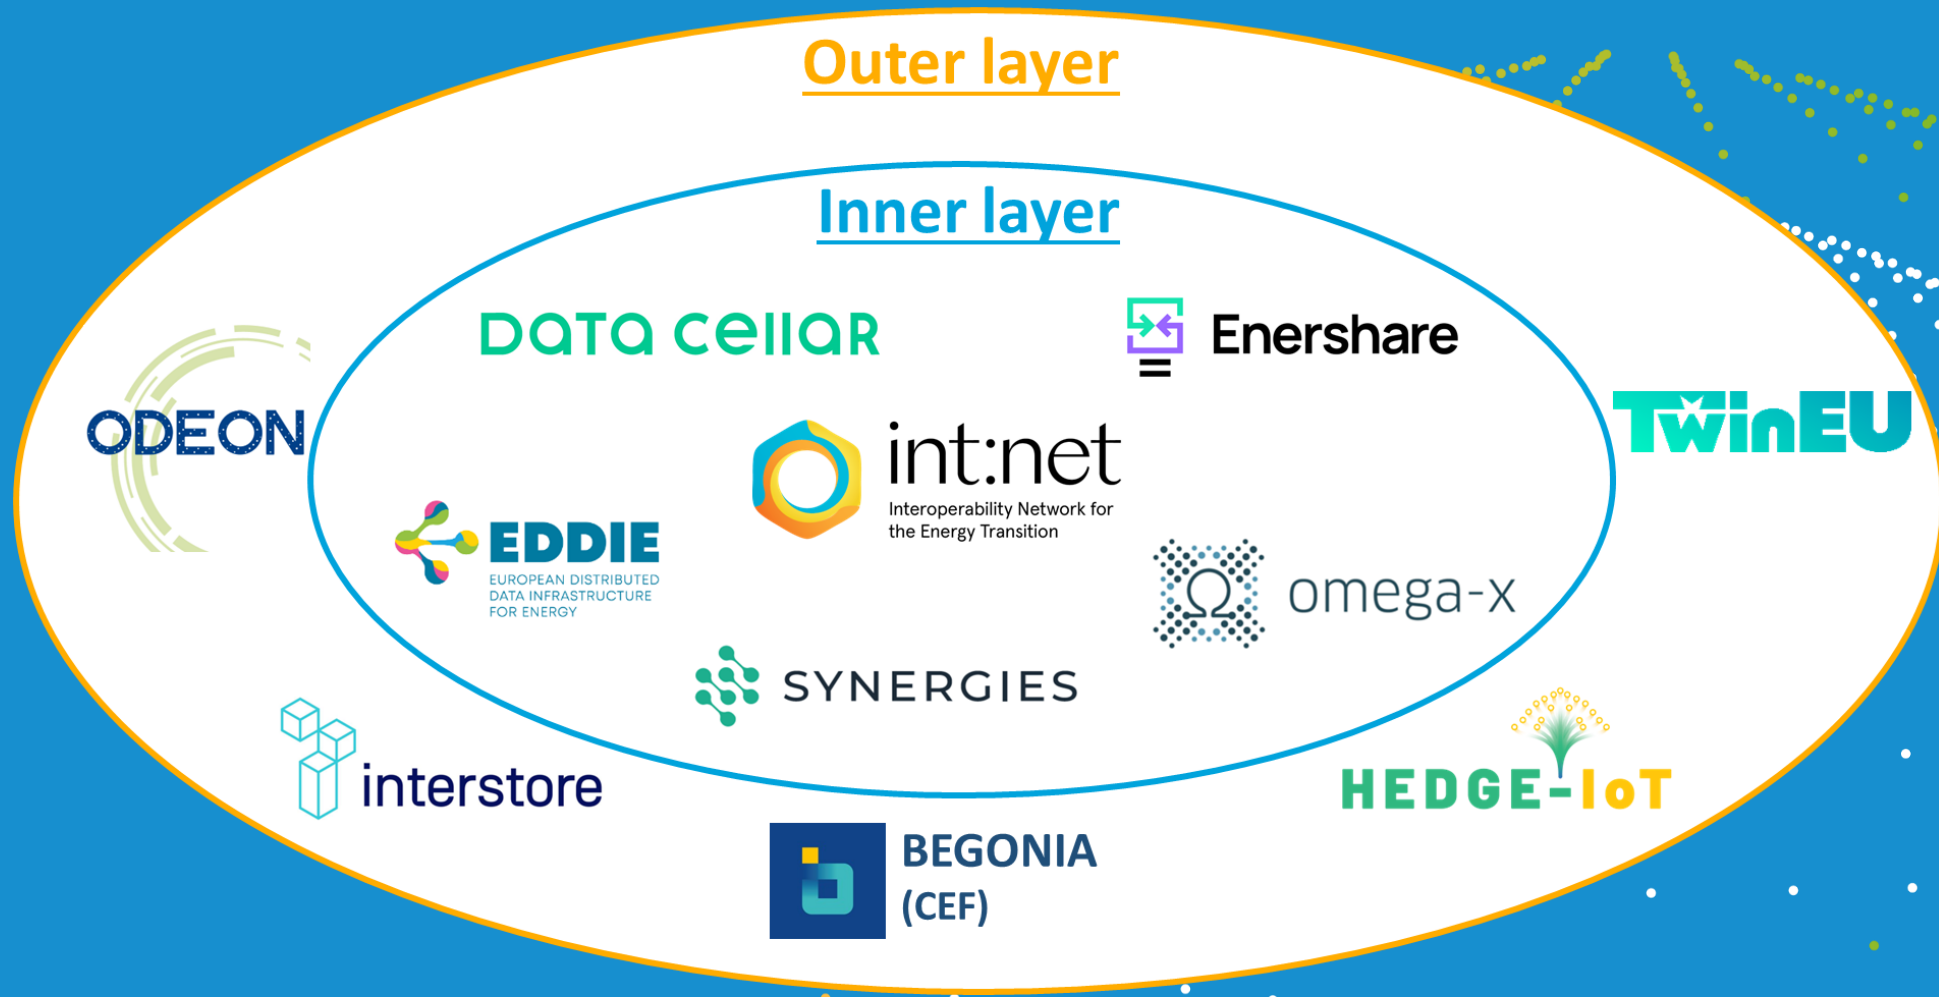 Outer layer
Inner layer
DATA CELLAR
Enershare
ODEON
TwinEU
int:net
Interoperability Network for
the Energy Transition
EDDIE
EUROPEAN DISTRIBUTED
DATA INFRASTRUCTURE
FOR ENERGY
omega-x
SYNERGIES
interstore
HEDGE-IoT
BEGONIA
(CEF)